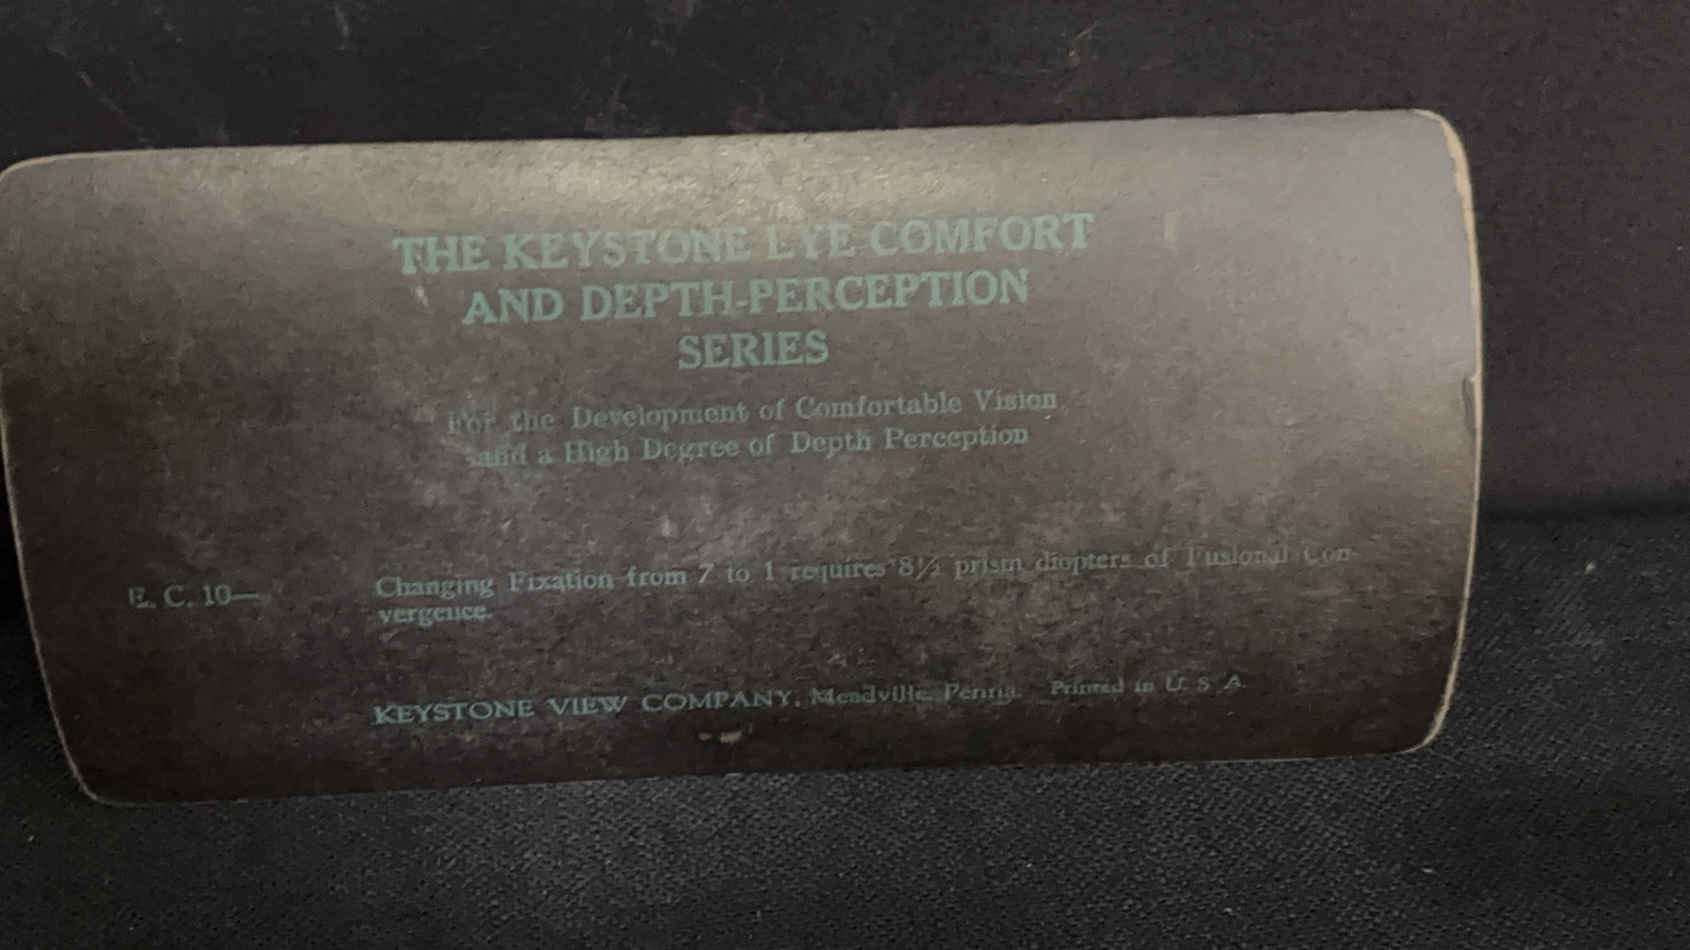 THE KEYSTONE EYE COMFORT
AND DEPTH-PERCEPTION
SERIES
For the Development of Comfortable Vision
and a High Degree of Depth Perception
E. C. 10— Changing Fixation from 7 to 1 requires prism diopters of Fusional Con-
vergence.
KEYSTONE VIEW COMPANY, Meadville, Penna. Printed in U. S. A.